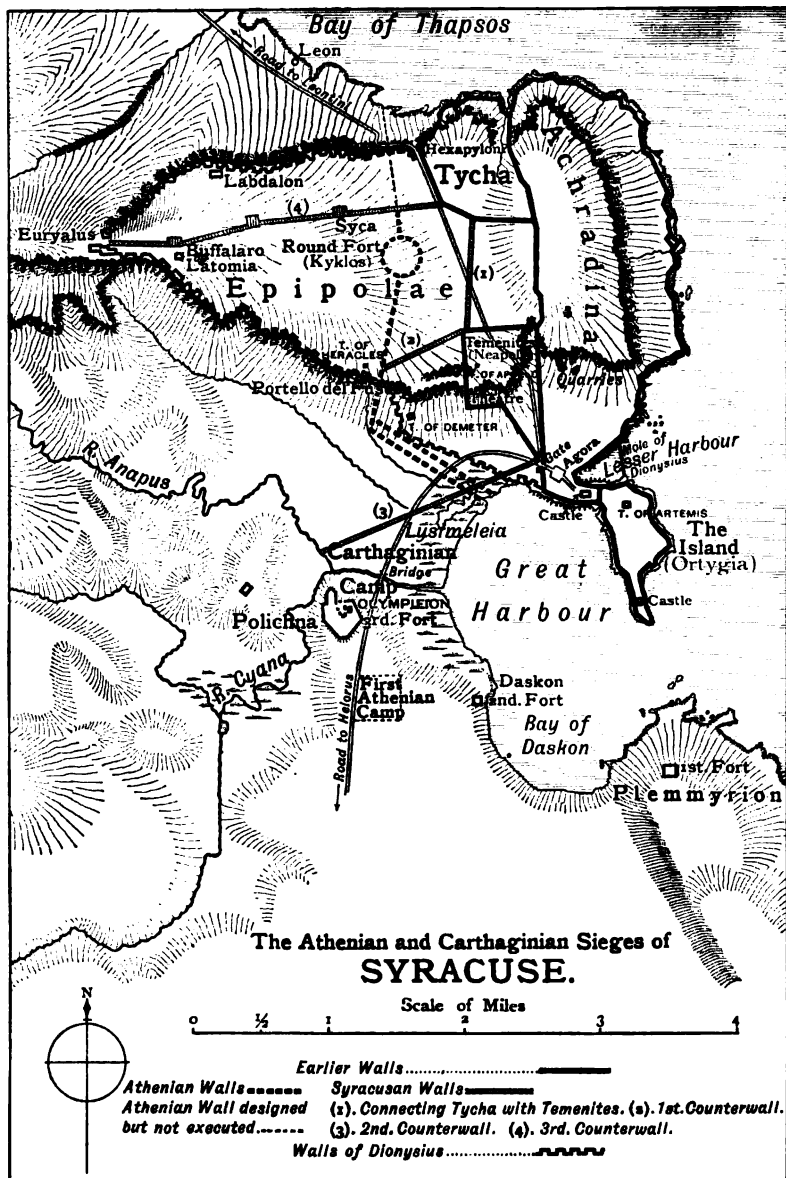 Bay of Thapsos
Leon
Road to Leontini
Hexapylon
Tycha
Achradina
Labdalon
(4)
Syca
Euryalus
Buffalaro
Latomia
Round Fort
(Kyklos)
(1)
Epipolae
(2)
T. OF
HERACLES
Temenit
(Neapol
T. OF AP
Theatre
Quarries
Portello del F
T. OF DEMETER
R. Anapus
Gate
Agora
Mole of
Dionysius
Lesser Harbour
(3)
Castle
T. OF ARTEMIS
Lysimeleia
The
Island
(Ortygia)
Carthaginian
Camp
Bridge
Great
Harbour
Castle
Polichna
OLYMPIEION
3rd. Fort
R. Cyana
First
Athenian
Camp
Road to Helorus
Daskon
2nd. Fort
Bay of
Daskon
1st. Fort
Plemmyrion
The Athenian and Carthaginian Sieges of
SYRACUSE.
Scale of Miles
N
0 ½ 1 2 3 4
Earlier Walls
Athenian Walls Syracusan Walls
Athenian Wall designed (1). Connecting Tycha with Temenites. (2). 1st. Counterwall.
but not executed (3). 2nd. Counterwall. (4). 3rd. Counterwall.
Walls of Dionysius